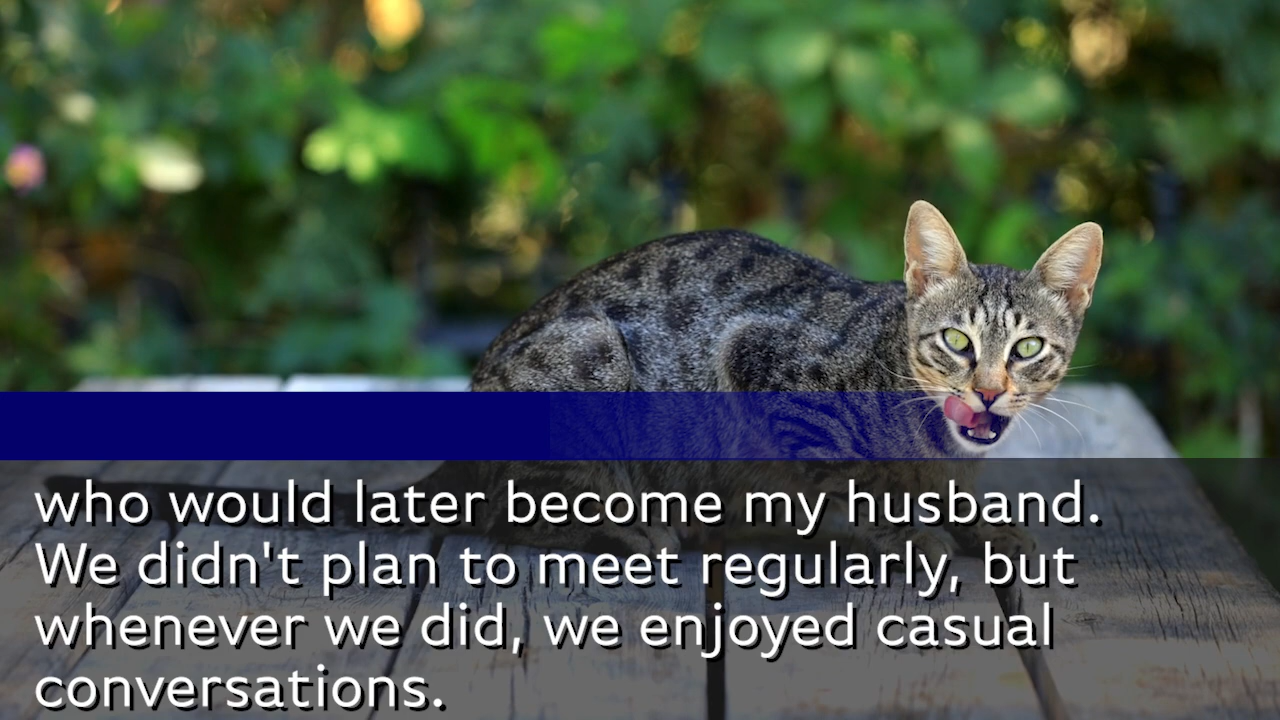 who would later become my husband.
We didn't plan to meet regularly, but
whenever we did, we enjoyed casual
conversations.